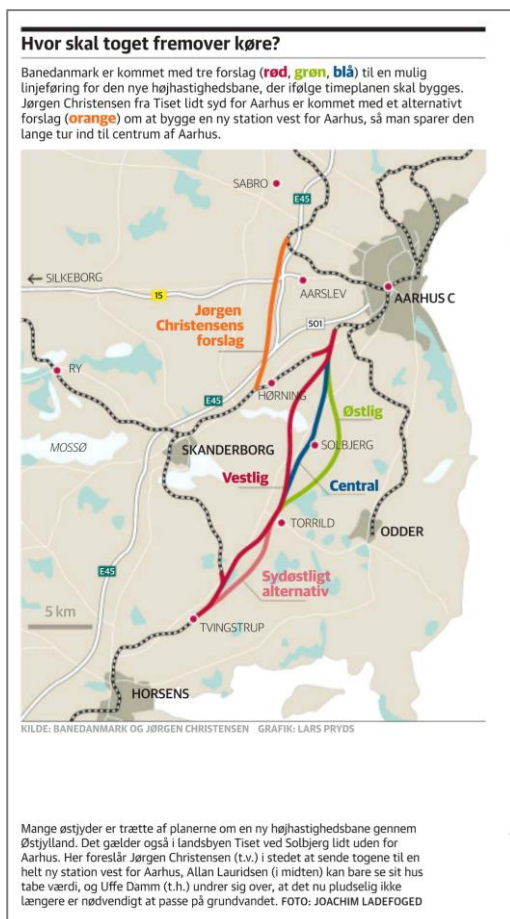 Hvor skal toget fremover køre?
Banedanmark er kommet med tre forslag (rød, grøn, blå) til en mulig
linjeføring for den nye højhastighedsbane, der ifølge timeplanen skal bygges.
Jørgen Christensen fra Tiset lidt syd for Aarhus er kommet med et alternativt
forslag (orange) om at bygge en ny station vest for Aarhus, så man sparer den
lange tur ind til centrum af Aarhus.
SABRO
E45
← SILKEBORG
15
AARSLEV
AARHUS C
Jørgen
Christensens
forslag
501
RY
E45
HØRNING
Østlig
MOSSØ
SKANDERBORG
SOLBJERG
Vestlig
Central
TORRILD
ODDER
E45
Sydøstligt
alternativ
5 km
TVINGSTRUP
HORSENS
KILDE: BANEDANMARK OG JØRGEN CHRISTENSEN GRAFIK: LARS PRYDS
Mange østjyder er trætte af planerne om en ny højhastighedsbane gennem
Østjylland. Det gælder også i landsbyen Tiset ved Solbjerg lidt uden for
Aarhus. Her foreslår Jørgen Christensen (t.v.) i stedet at sende togene til en
helt ny station vest for Aarhus, Allan Lauridsen (i midten) kan bare se sit hus
tabe værdi, og Uffe Damm (t.h.) undrer sig over, at det nu pludselig ikke
længere er nødvendigt at passe på grundvandet. FOTO: JOACHIM LADEFOGED